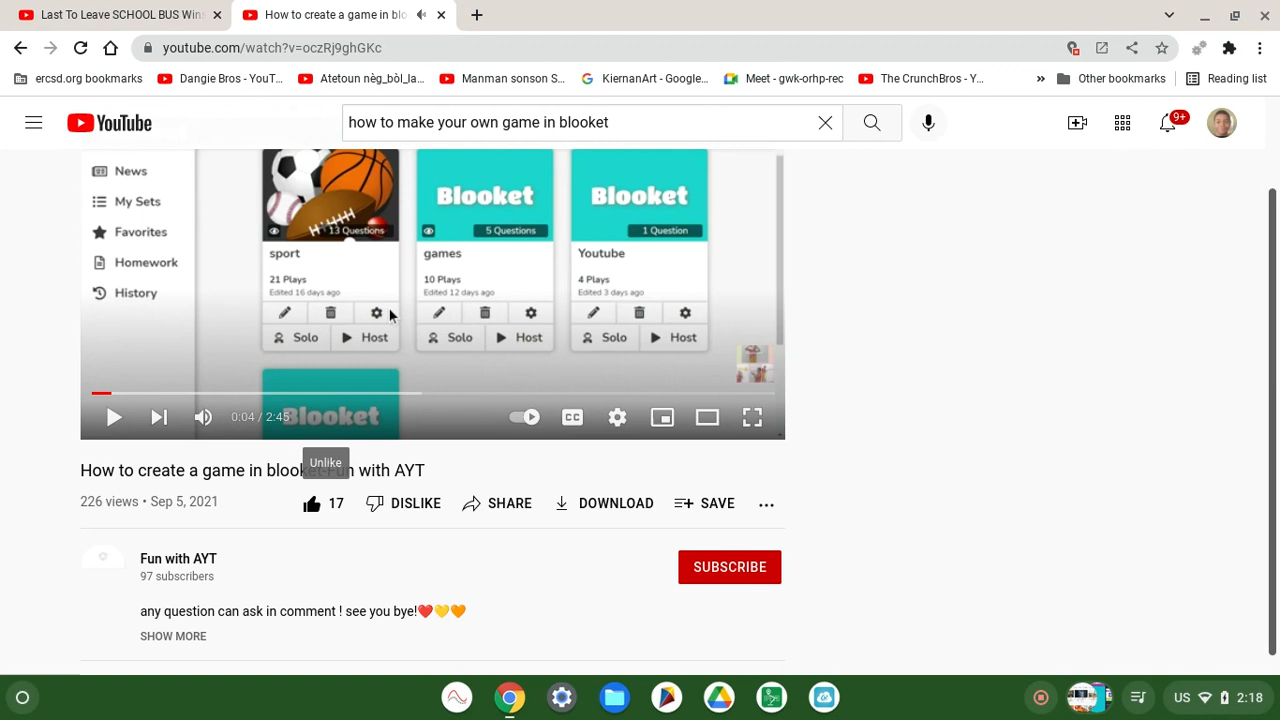 Last To Leave SCHOOL BUS Win
How to create a game in blo
youtube.com/watch?v=oczRj9ghGKc
ercsd.org bookmarks
Dangie Bros - YouT...
Atetoun nèg_bòl_la...
Manman sonson S...
KiernanArt - Google...
Meet - gwk-orhp-rec
The CrunchBros - Y...
Other bookmarks
Reading list
YouTube
how to make your own game in blooket
9+
News
My Sets
Favorites
Homework
History
13 Questions
sport
21 Plays
Edited 16 days ago
Solo Host
Blooket
5 Questions
games
10 Plays
Edited 12 days ago
Solo Host
Blooket
1 Question
Youtube
4 Plays
Edited 3 days ago
Solo Host
Blooket
0:04 / 2:45
CC
Unlike
How to create a game in blooket-Fun with AYT
226 views • Sep 5, 2021
17 DISLIKE SHARE DOWNLOAD SAVE
Fun with AYT
97 subscribers
SUBSCRIBE
any question can ask in comment ! see you bye!❤️💛🧡
SHOW MORE
US 2:18